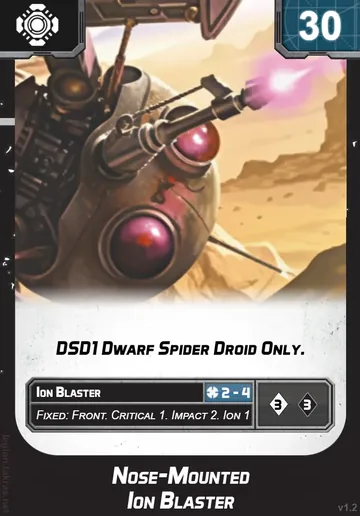 30
DSD1 Dwarf Spider Droid Only.
Ion Blaster 2 - 4
Fixed: Front. Critical 1. Impact 2. Ion 1
3 3
Nose-Mounted
Ion Blaster
v1.2